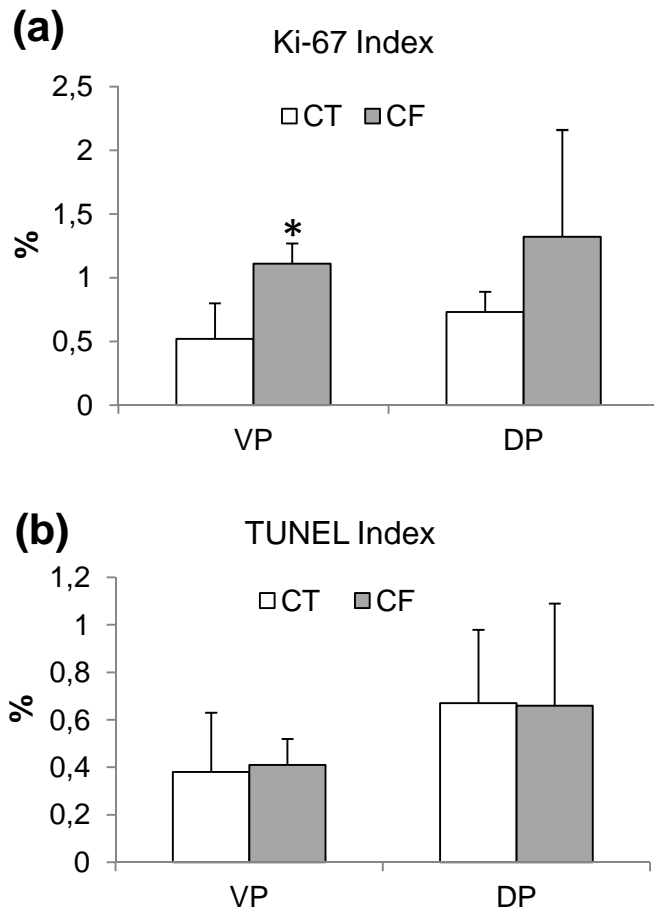 (a)
Ki-67 Index
2,5
CT CF
2
1,5
*
%
1
0,5
0
VP DP
(b)
TUNEL Index
1,2
CT CF
1
0,8
%
0,6
0,4
0,2
0
VP DP